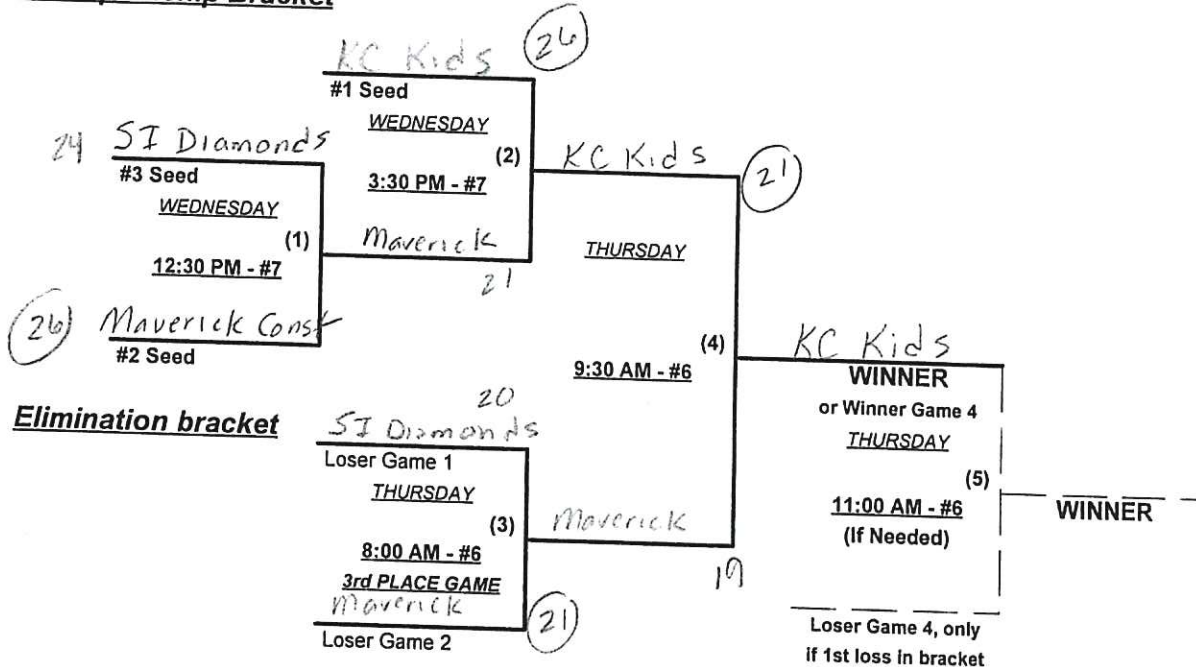 Bracket
KC Kids 26
#1 Seed
WEDNESDAY
(2)
3:30 PM - #7
24 SI Diamonds
#3 Seed
WEDNESDAY
(1)
12:30 PM - #7
26 Maverick Const
#2 Seed
Maverick
21
KC Kids 21
THURSDAY
(4)
9:30 AM - #6
KC Kids
WINNER
or Winner Game 4
THURSDAY
(5)
11:00 AM - #6
(If Needed)
WINNER
Loser Game 4, only
if 1st loss in bracket
Elimination bracket
20
SI Diamonds
Loser Game 1
THURSDAY
(3)
8:00 AM - #6
3rd PLACE GAME
Maverick 21
Loser Game 2
Maverick
19